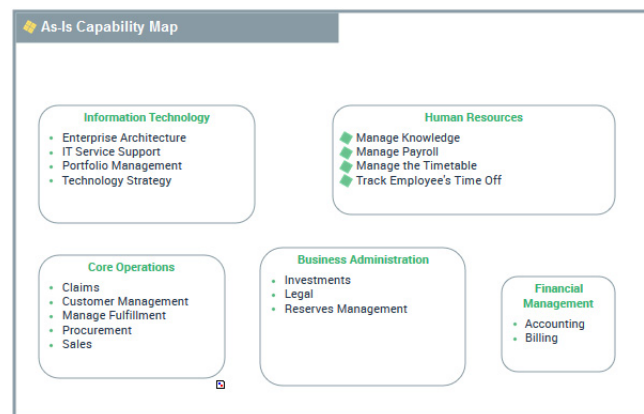 As-Is Capability Map
Information Technology
Enterprise Architecture
IT Service Support
Portfolio Management
Technology Strategy
Human Resources
Manage Knowledge
Manage Payroll
Manage the Timetable
Track Employee's Time Off
Core Operations
Claims
Customer Management
Manage Fulfillment
Procurement
Sales
Business Administration
Investments
Legal
Reserves Management
Financial
Management
Accounting
Billing